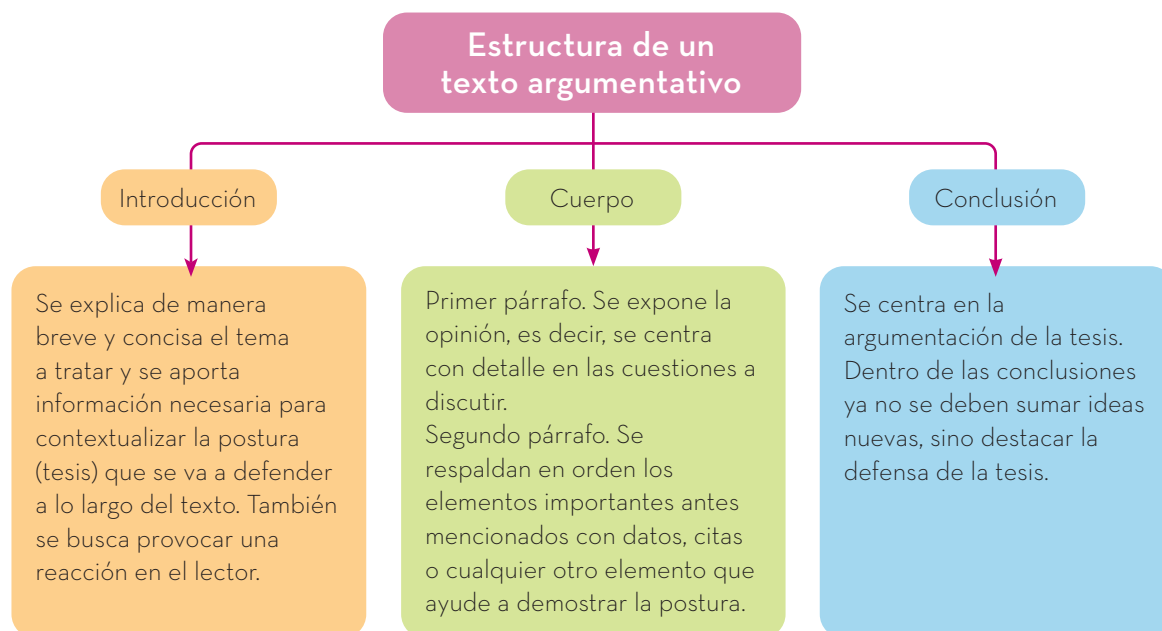 Estructura de un
texto argumentativo
Introducción
Cuerpo
Conclusión
Se explica de manera
breve y concisa el tema
a tratar y se aporta
información necesaria para
contextualizar la postura
(tesis) que se va a defender
a lo largo del texto. También
se busca provocar una
reacción en el lector.
Primer párrafo. Se expone la
opinión, es decir, se centra
con detalle en las cuestiones a
discutir.
Segundo párrafo. Se
respaldan en orden los
elementos importantes antes
mencionados con datos, citas
o cualquier otro elemento que
ayude a demostrar la postura.
Se centra en la
argumentación de la tesis.
Dentro de las conclusiones
ya no se deben sumar ideas
nuevas, sino destacar la
defensa de la tesis.